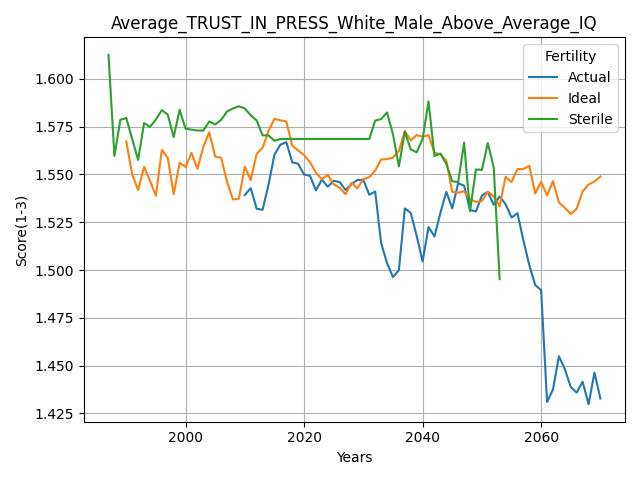 Average_TRUST_IN_PRESS_White_Male_Above_Average_IQ
Fertility
Actual
Ideal
Sterile
Score(1-3)
1.600
1.575
1.550
1.525
1.500
1.475
1.450
1.425
2000 2020 2040 2060
Years